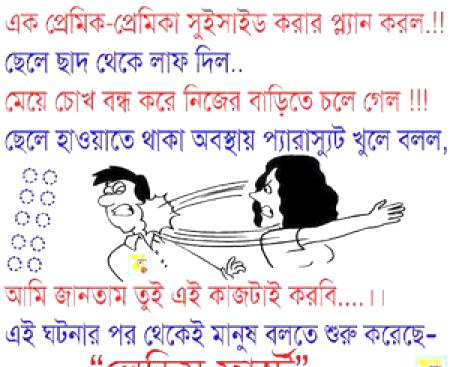 এক প্রেমিক-প্রেমিকা সুইসাইড করার প্ল্যান করল.!!
ছেলে ছাদ থেকে লাফ দিল..
মেয়ে চোখ বন্ধ করে নিজের বাড়িতে চলে গেল !!!
ছেলে হাওয়াতে থাকা অবস্থায় প্যারাস্যুট খুলে বলল,
আমি জানতাম তুই এই কাজটাই করবি....।।
এই ঘটনার পর থেকেই মানুষ বলতে শুরু করেছে-